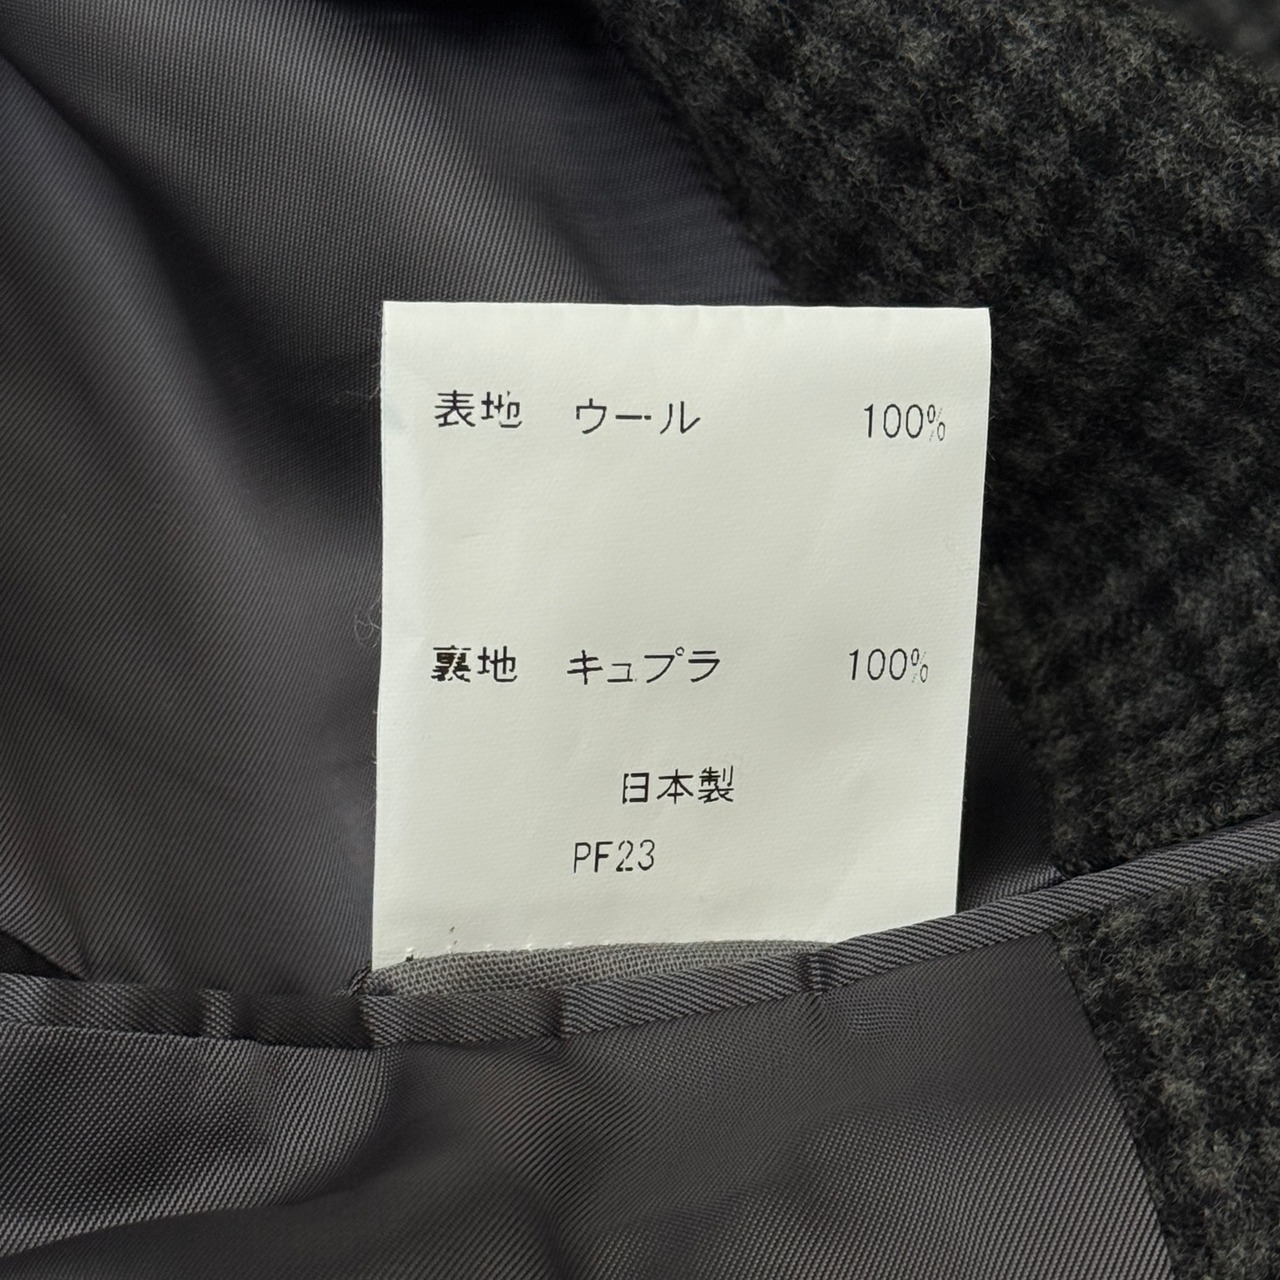 表地 ウール 100%
裏地 キュプラ 100%
日本製
PF23